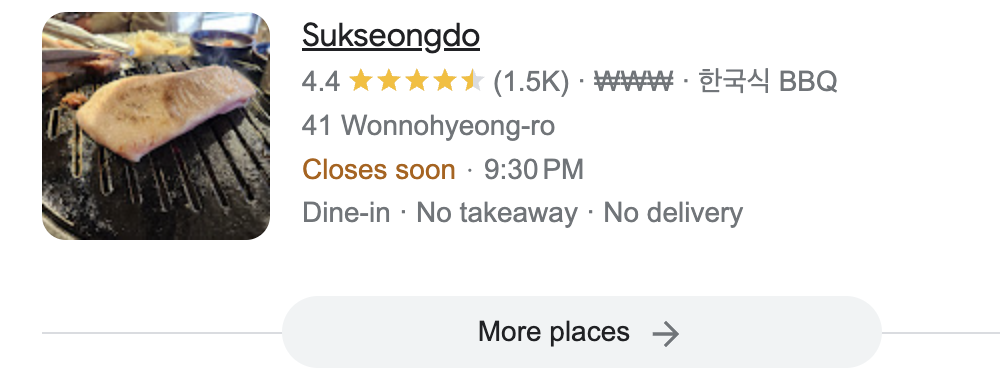 Sukseongdo
4.4 ★★★★⯨ (1.5K) · ₩₩₩ · 한국식 BBQ
41 Wonnohyeong-ro
Closes soon · 9:30 PM
Dine-in · No takeaway · No delivery
More places →